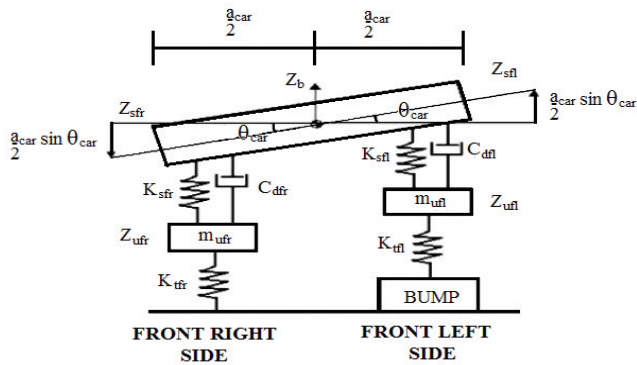 a_car/2 a_car/2
Z_b
Z_sfr Z_sfl
a_car/2 sin θ_car θ_car θ_car a_car/2 sin θ_car
K_sfr C_dfr K_sfl C_dfl
Z_ufr m_ufr m_ufl Z_ufl
K_tfr K_tfl
BUMP
FRONT RIGHT
SIDE
FRONT LEFT
SIDE